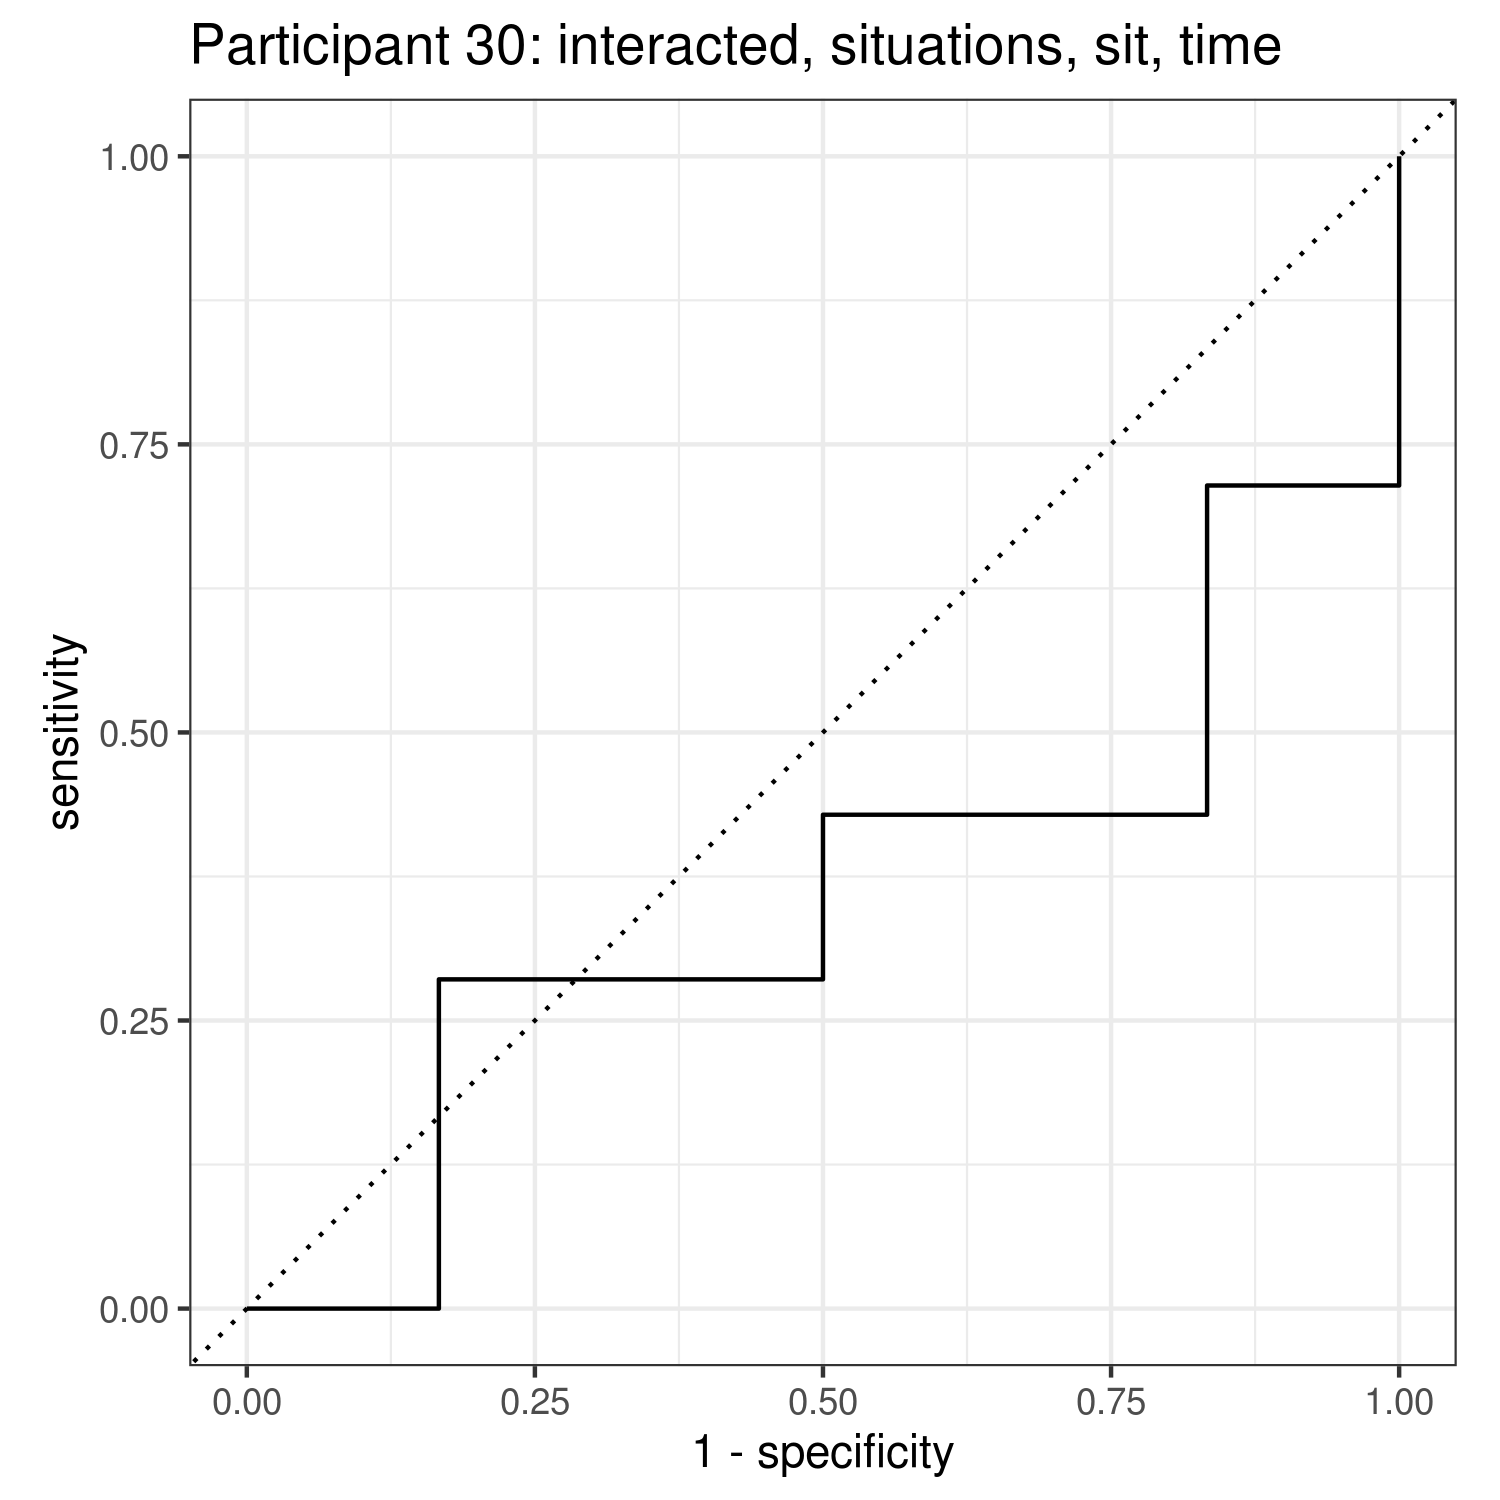 Participant 30: interacted, situations, sit, time
1.00
0.75
0.50
0.25
0.00
sensitivity
0.00 0.25 0.50 0.75 1.00
1 - specificity